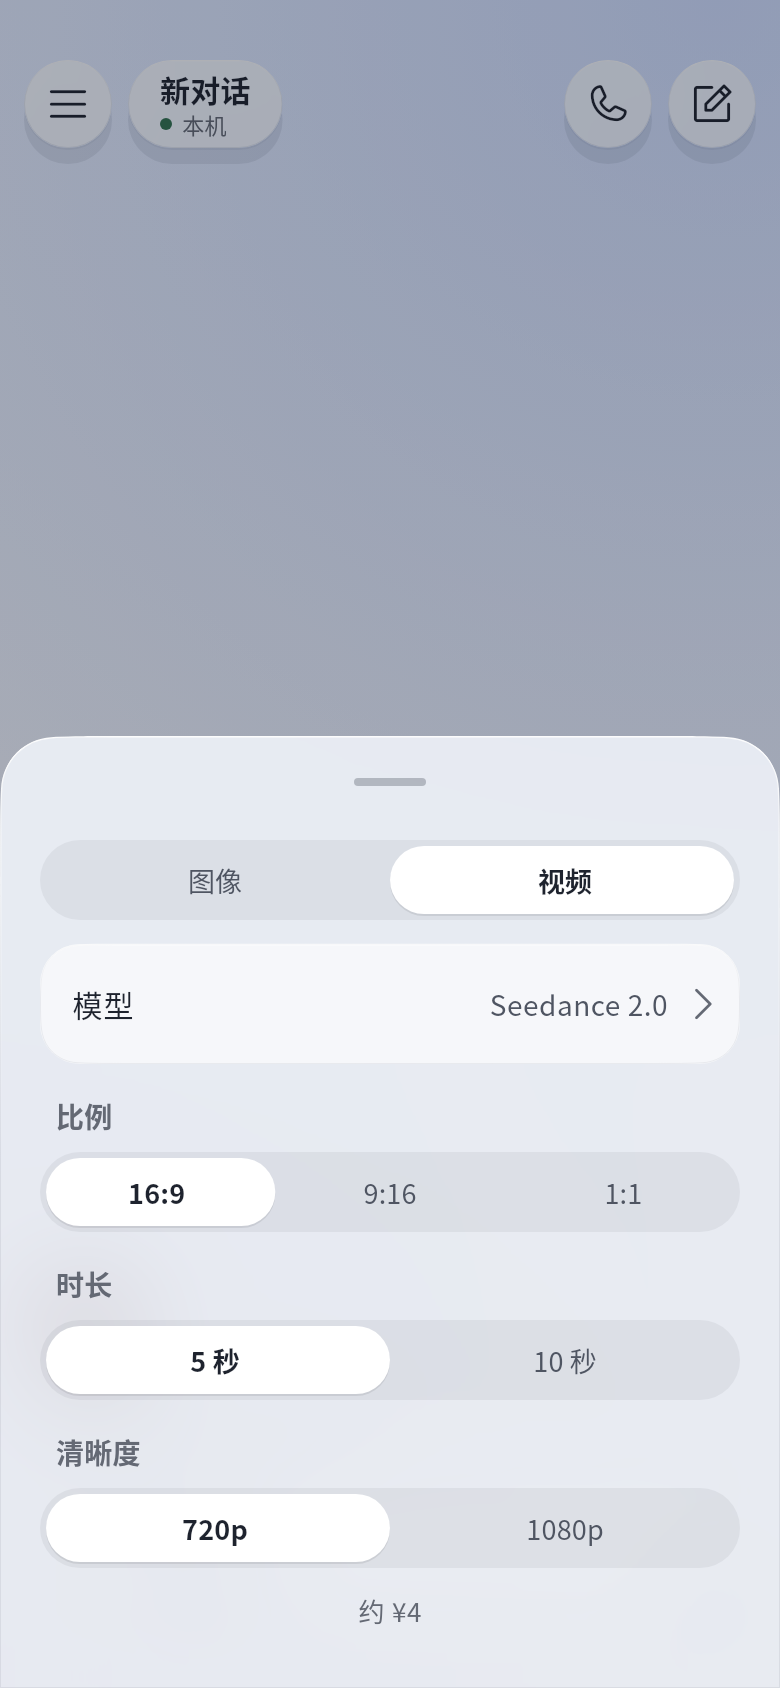 新对话
本机
图像 视频
模型 Seedance 2.0
比例
16:9 9:16 1:1
时长
5 秒 10 秒
清晰度
720p 1080p
约 ¥4